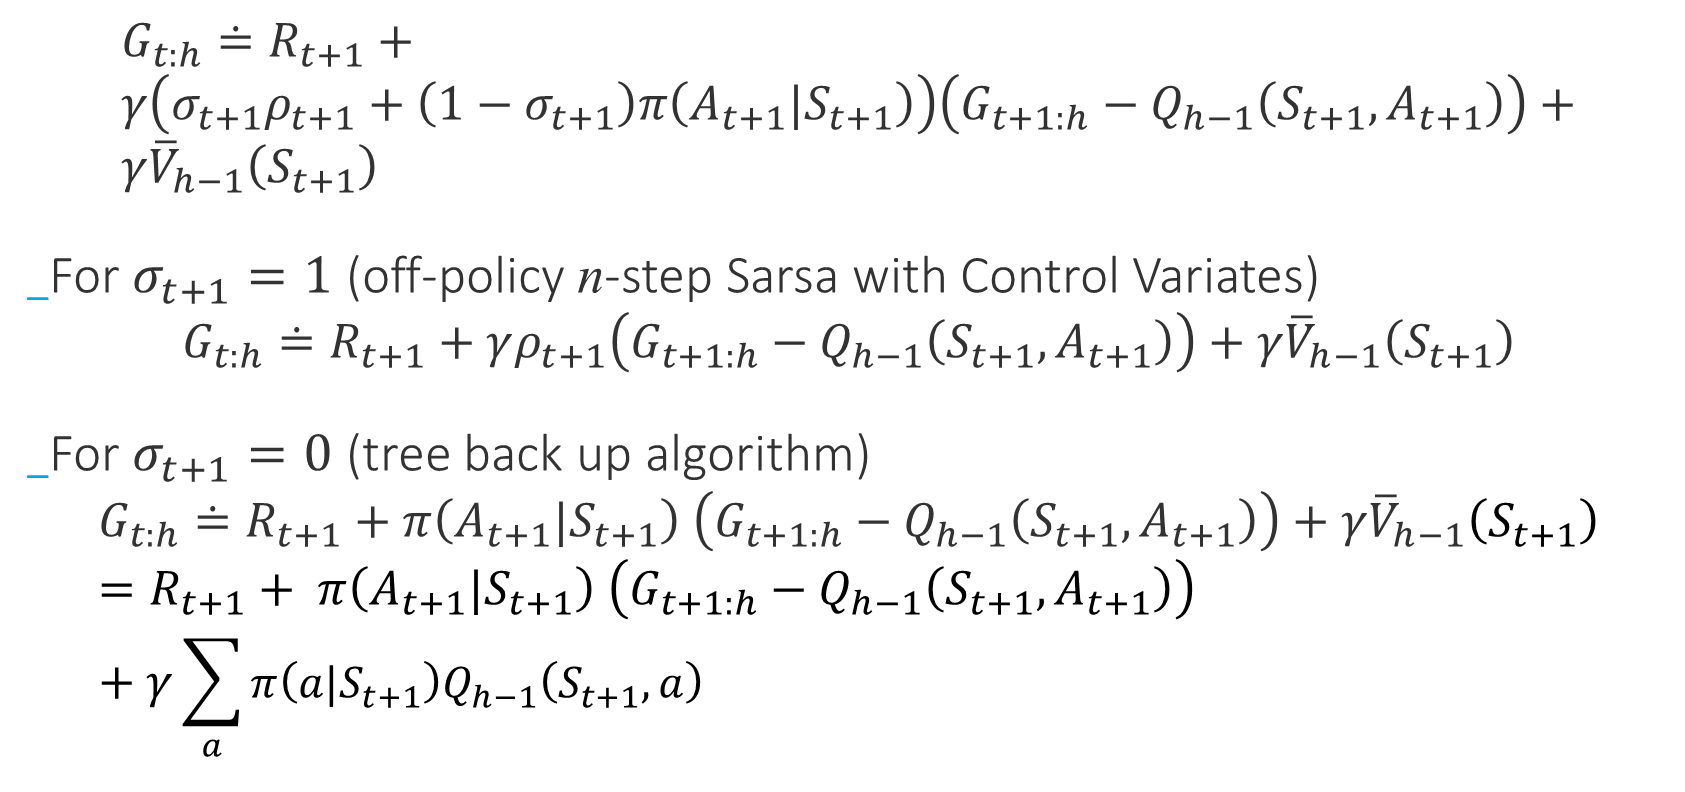 G_{t:h} ≐ R_{t+1} +
γ(σ_{t+1}ρ_{t+1} + (1 − σ_{t+1})π(A_{t+1}|S_{t+1}))(G_{t+1:h} − Q_{h−1}(S_{t+1}, A_{t+1})) +
γV̄_{h−1}(S_{t+1})
_For σ_{t+1} = 1 (off-policy n-step Sarsa with Control Variates)
G_{t:h} ≐ R_{t+1} + γρ_{t+1}(G_{t+1:h} − Q_{h−1}(S_{t+1}, A_{t+1})) + γV̄_{h−1}(S_{t+1})
_For σ_{t+1} = 0 (tree back up algorithm)
G_{t:h} ≐ R_{t+1} + π(A_{t+1}|S_{t+1}) (G_{t+1:h} − Q_{h−1}(S_{t+1}, A_{t+1})) + γV̄_{h−1}(S_{t+1})
= R_{t+1} + π(A_{t+1}|S_{t+1}) (G_{t+1:h} − Q_{h−1}(S_{t+1}, A_{t+1}))
+ γ ∑_{a} π(a|S_{t+1})Q_{h−1}(S_{t+1}, a)